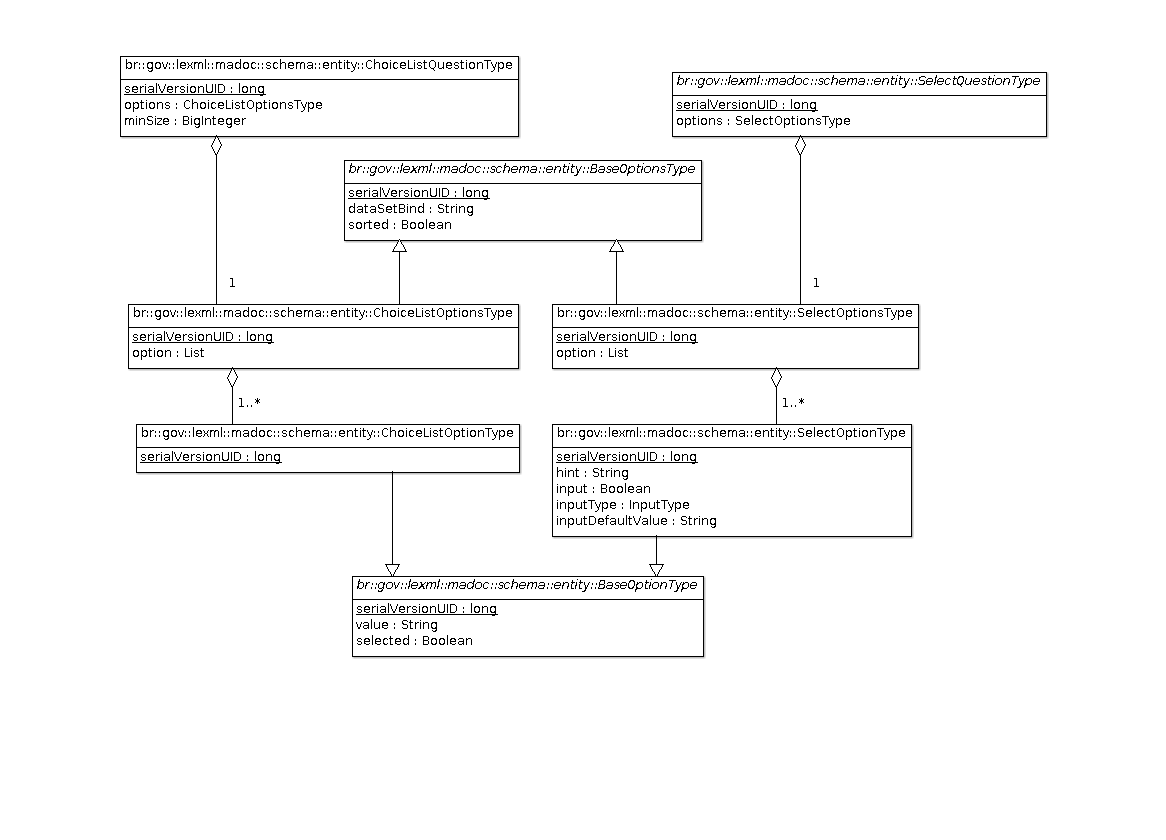 br::gov::lexml::madoc::schema::entity::ChoiceListQuestionType
serialVersionUID : long
options : ChoiceListOptionsType
minSize : BigInteger
br::gov::lexml::madoc::schema::entity::SelectQuestionType
serialVersionUID : long
options : SelectOptionsType
br::gov::lexml::madoc::schema::entity::BaseOptionsType
serialVersionUID : long
dataSetBind : String
sorted : Boolean
1
1
br::gov::lexml::madoc::schema::entity::ChoiceListOptionsType
serialVersionUID : long
option : List
br::gov::lexml::madoc::schema::entity::SelectOptionsType
serialVersionUID : long
option : List
1..*
1..*
br::gov::lexml::madoc::schema::entity::ChoiceListOptionType
serialVersionUID : long
br::gov::lexml::madoc::schema::entity::SelectOptionType
serialVersionUID : long
hint : String
input : Boolean
inputType : InputType
inputDefaultValue : String
br::gov::lexml::madoc::schema::entity::BaseOptionType
serialVersionUID : long
value : String
selected : Boolean